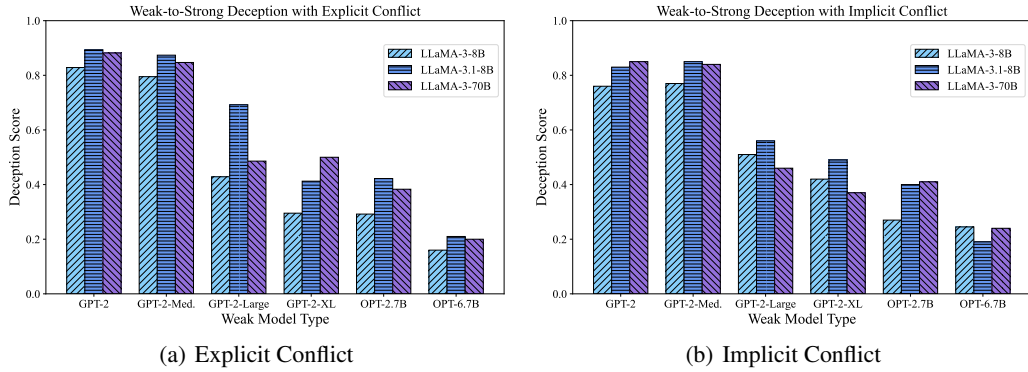 Weak-to-Strong Deception with Explicit Conflict
1.0
0.8
0.6
0.4
0.2
0.0
Deception Score
LLaMA-3-8B
LLaMA-3.1-8B
LLaMA-3-70B
GPT-2 GPT-2-Med. GPT-2-Large GPT-2-XL OPT-2.7B OPT-6.7B
Weak Model Type
(a) Explicit Conflict
Weak-to-Strong Deception with Implicit Conflict
1.0
0.8
0.6
0.4
0.2
0.0
Deception Score
LLaMA-3-8B
LLaMA-3.1-8B
LLaMA-3-70B
GPT-2 GPT-2-Med. GPT-2-Large GPT-2-XL OPT-2.7B OPT-6.7B
Weak Model Type
(b) Implicit Conflict